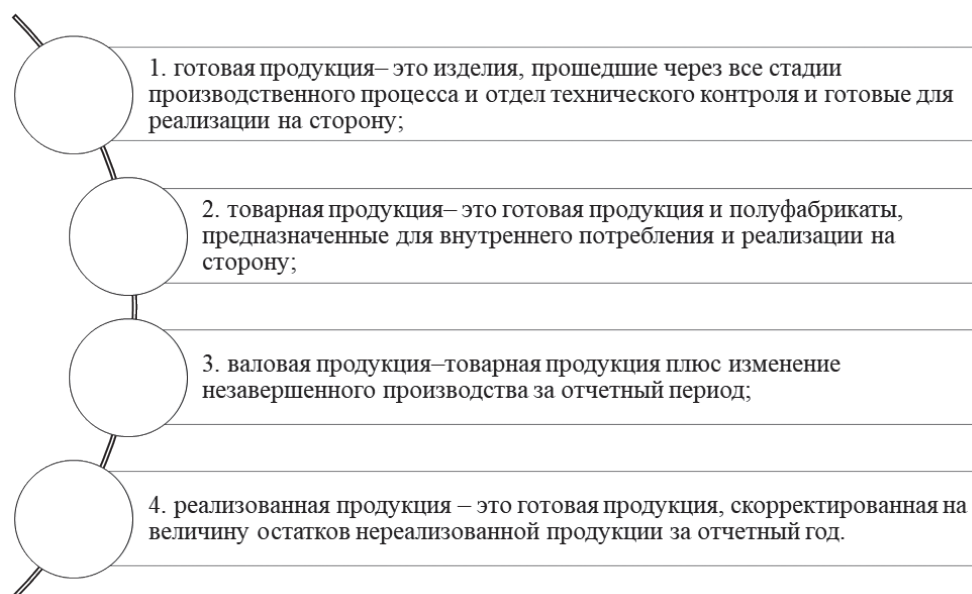 1. готовая продукция– это изделия, прошедшие через все стадии
производственного процесса и отдел технического контроля и готовые для
реализации на сторону;
2. товарная продукция– это готовая продукция и полуфабрикаты,
предназначенные для внутреннего потребления и реализации на
сторону;
3. валовая продукция–товарная продукция плюс изменение
незавершенного производства за отчетный период;
4. реализованная продукция – это готовая продукция, скорректированная на
величину остатков нереализованной продукции за отчетный год.